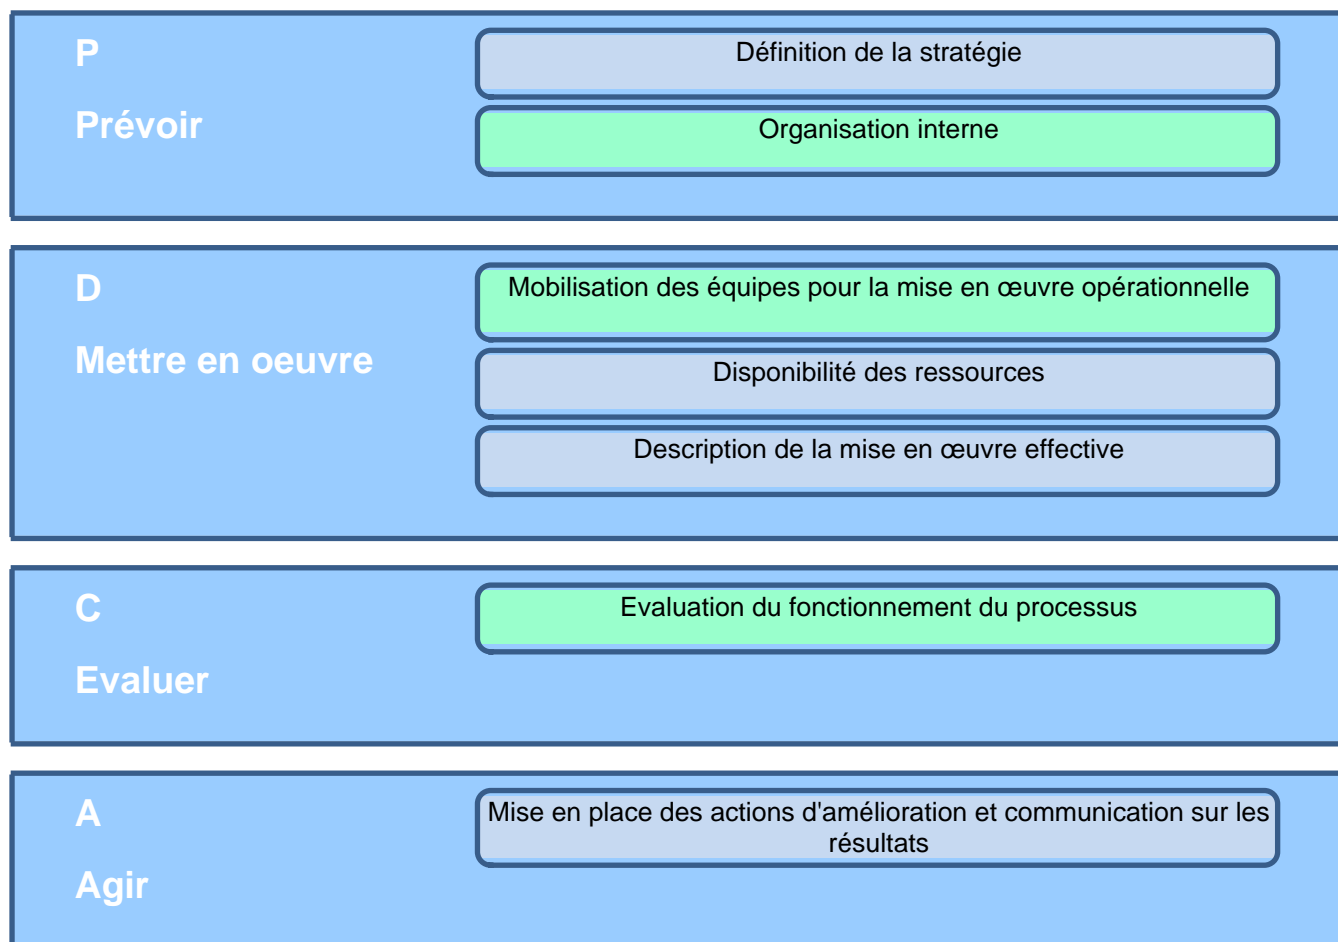 P
Prévoir
Définition de la stratégie
Organisation interne
D
Mettre en oeuvre
Mobilisation des équipes pour la mise en œuvre opérationnelle
Disponibilité des ressources
Description de la mise en œuvre effective
C
Evaluer
Evaluation du fonctionnement du processus
A
Agir
Mise en place des actions d'amélioration et communication sur les
résultats